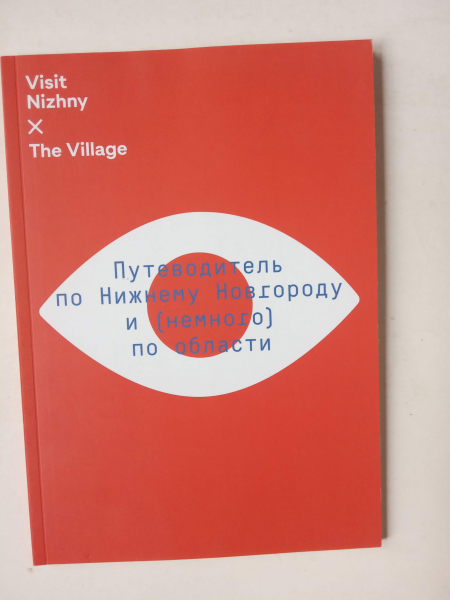 Visit
Nizhny
×
The Village
Путеводитель
по Нижнему Новгороду
и (немного)
по области